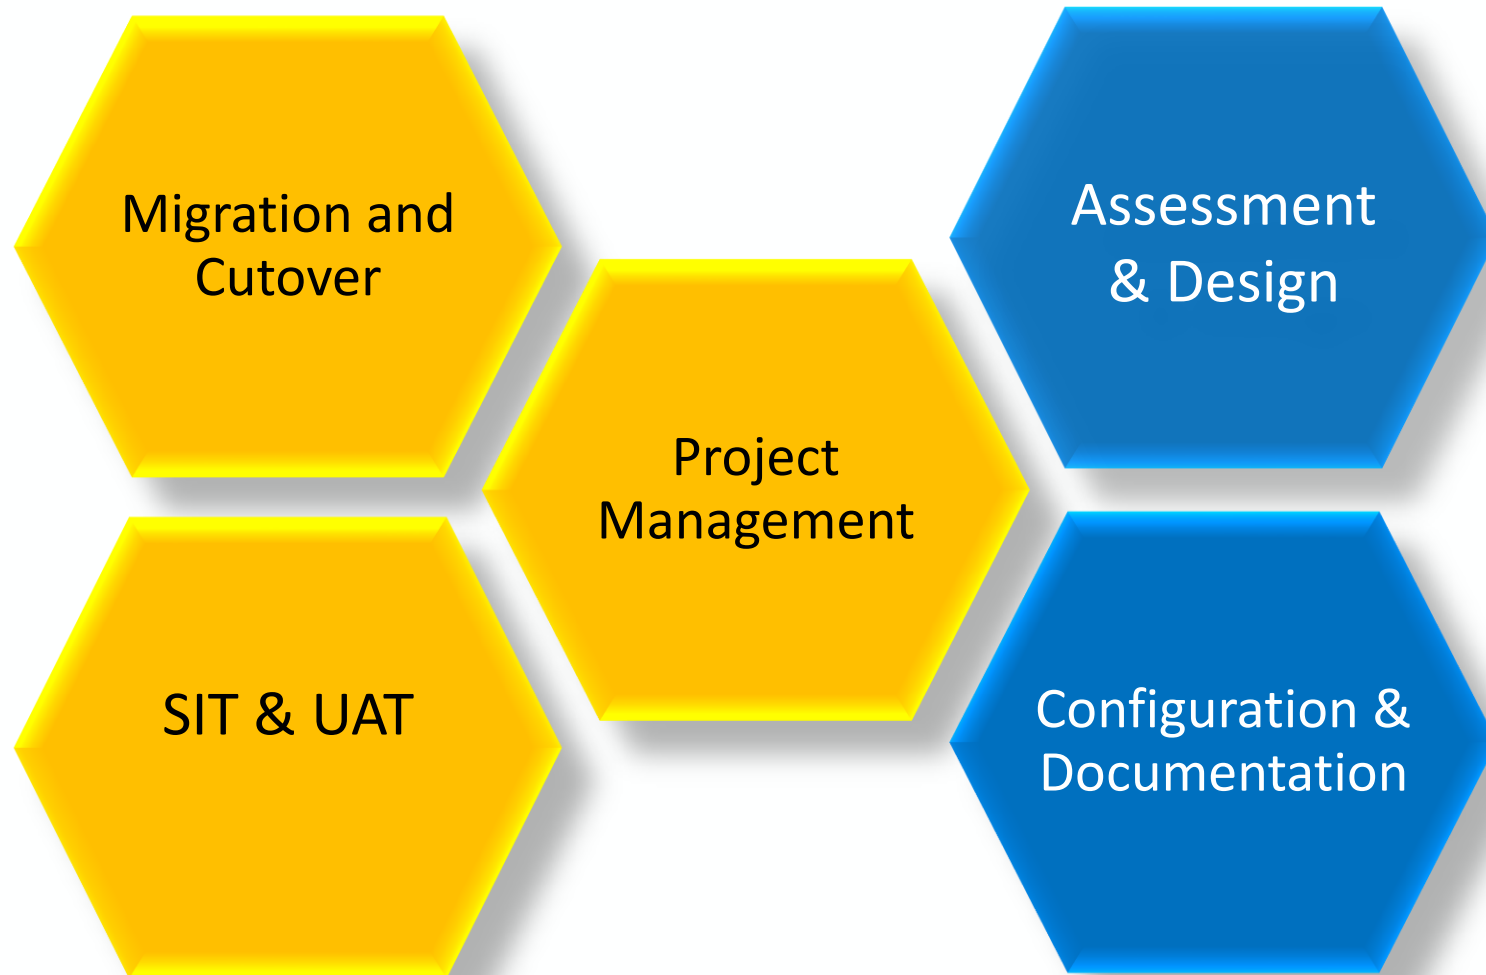 Migration and
Cutover
Assessment
& Design
Project
Management
SIT & UAT
Configuration &
Documentation